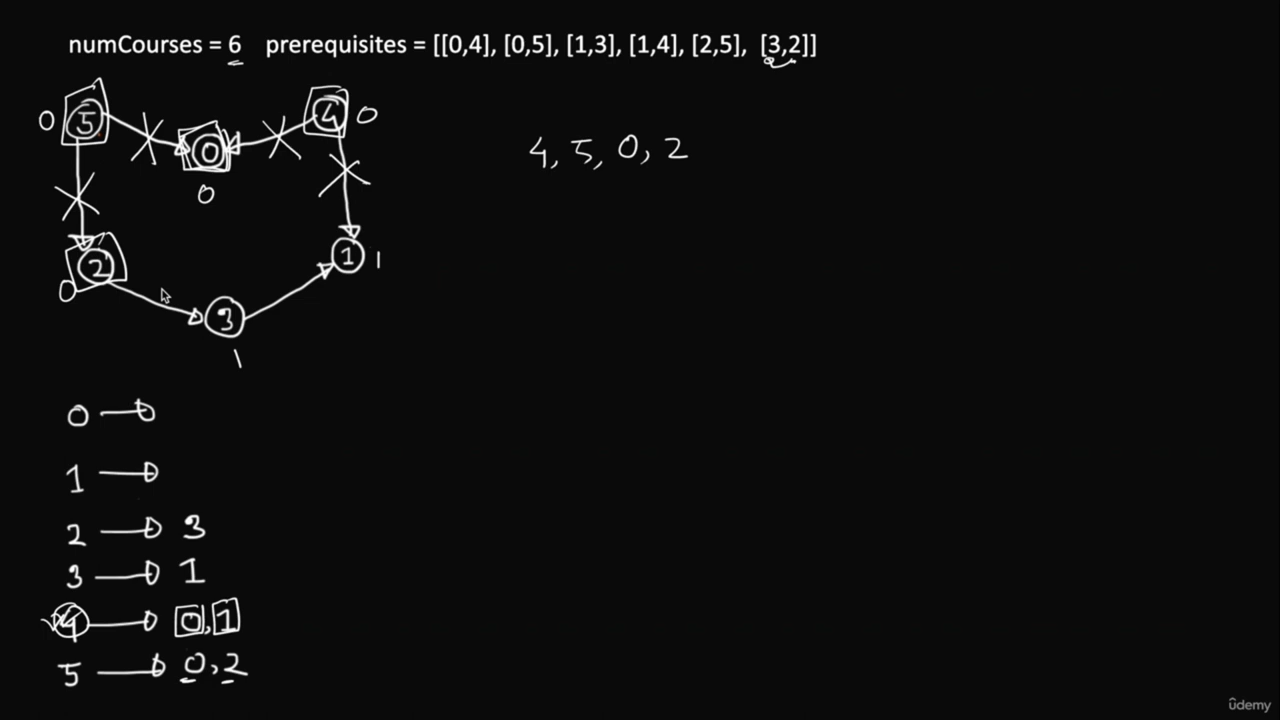 numCourses = 6 prerequisites = [[0,4], [0,5], [1,3], [1,4], [2,5], [3,2]]
0 5 4 0
0
4, 5, 0, 2
0
2 1 1
0
3
1
0
1
2 3
3 1
4 0, 1
5 0, 2
ûdemy